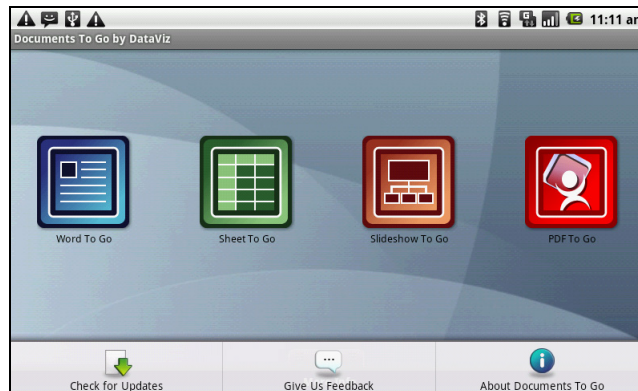 11:11 am
Documents To Go by DataViz
Word To Go
Sheet To Go
Slideshow To Go
PDF To Go
Check for Updates
Give Us Feedback
About Documents To Go